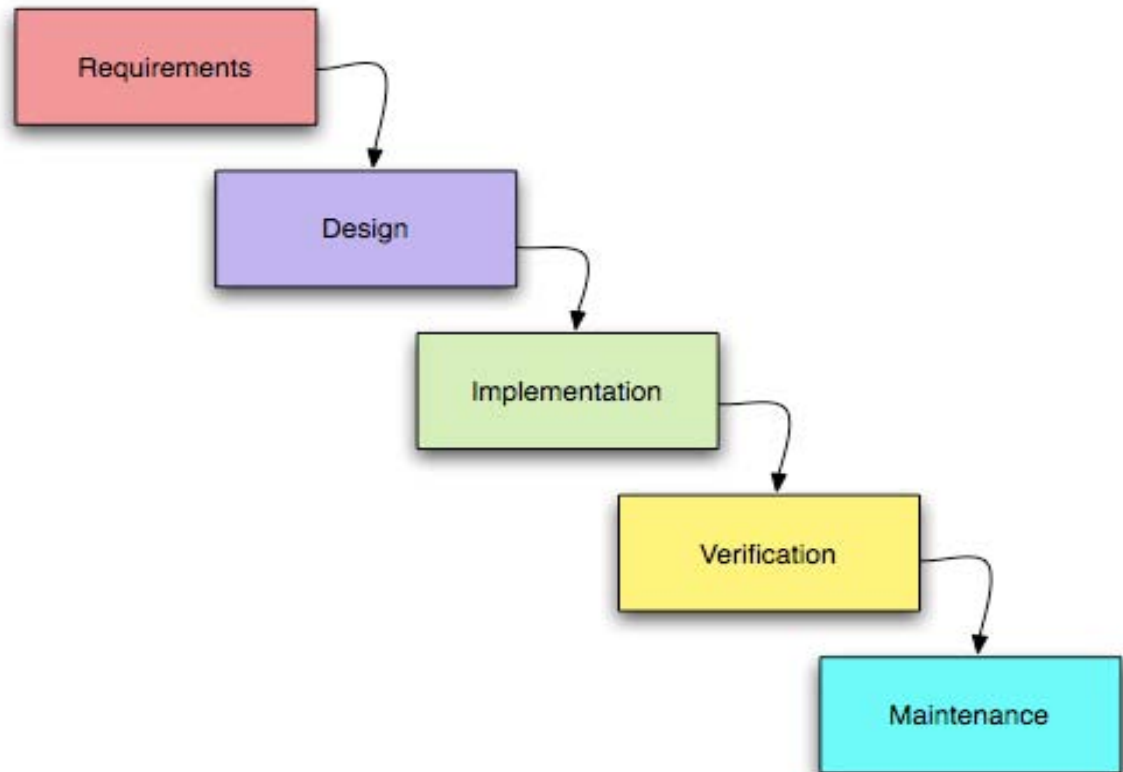 Requirements
Design
Implementation
Verification
Maintenance